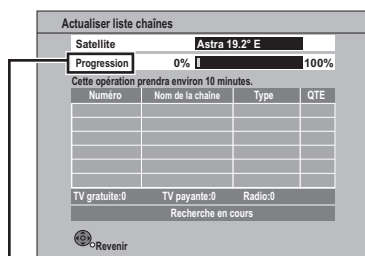 Actualiser liste chaînes
Satellite Astra 19.2° E
Progression 0% 100%
Cette opération prendra environ 10 minutes.
Numéro Nom de la chaîne Type QTE
TV gratuite:0 TV payante:0 Radio:0
Recherche en cours
Revenir